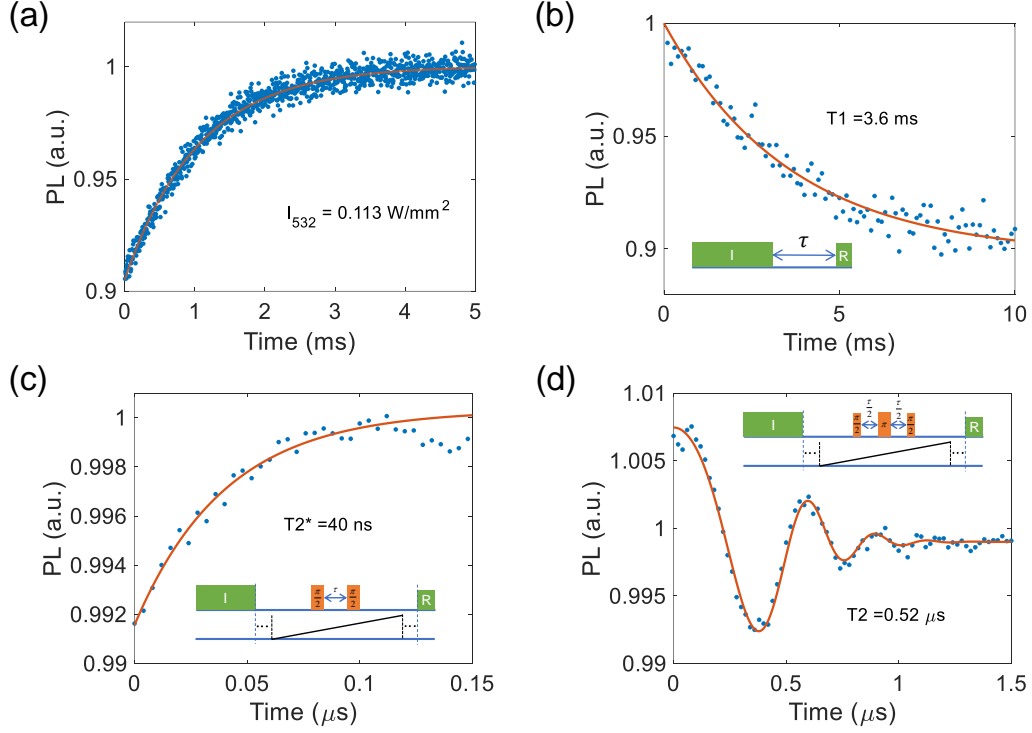 (a)
PL (a.u.)
1
0.95
0.9
I532 = 0.113 W/mm2
0 1 2 3 4 5
Time (ms)
(b)
PL (a.u.)
1
0.95
0.9
T1 =3.6 ms
I τ R
0 5 10
Time (ms)
(c)
PL (a.u.)
1
0.998
0.996
0.994
0.992
0.99
T2* =40 ns
I π/2 τ π/2 R
0 0.05 0.1 0.15
Time (μs)
(d)
PL (a.u.)
1.01
1.005
1
0.995
0.99
τ/2 τ/2
I π/2 π π/2 R
T2 =0.52 μs
0 0.5 1 1.5
Time (μs)